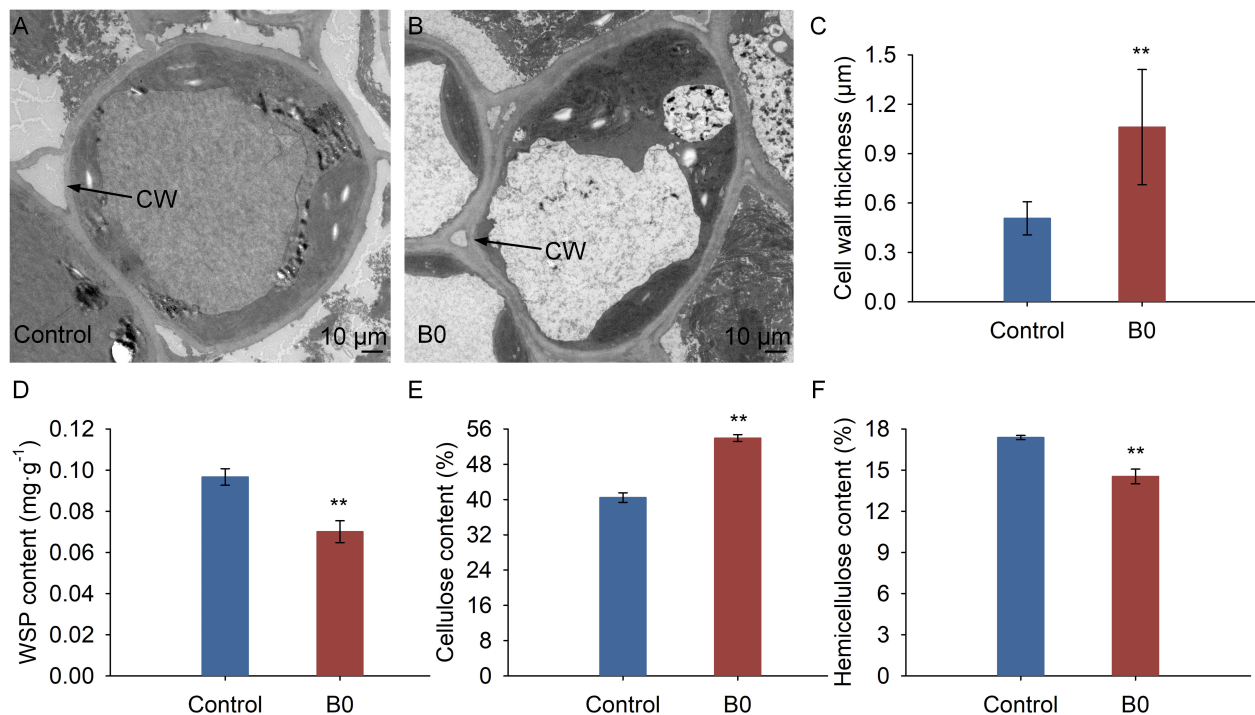 A
CW
Control
10 µm
B
CW
B0
10 µm
C
Cell wall thickness (µm)
1.5
1.2
0.9
0.6
0.3
0.0
**
Control
B0
D
WSP content (mg·g⁻¹)
0.12
0.10
0.08
0.06
0.04
0.02
0.00
**
Control
B0
E
Cellulose content (%)
56
48
40
32
24
16
8
0
**
Control
B0
F
Hemicellulose content (%)
18
15
12
9
6
3
0
**
Control
B0